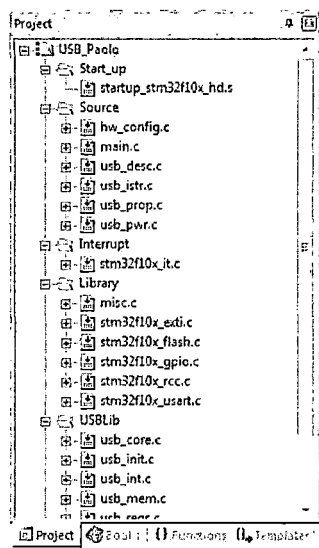 Project
USB_Paolo
Start_up
startup_stm32f10x_hd.s
Source
hw_config.c
main.c
usb_desc.c
usb_istr.c
usb_prop.c
usb_pwr.c
Interrupt
stm32f10x_it.c
Library
misc.c
stm32f10x_exti.c
stm32f10x_flash.c
stm32f10x_gpio.c
stm32f10x_rcc.c
stm32f10x_usart.c
USBLib
usb_core.c
usb_init.c
usb_int.c
usb_mem.c
usb_regs.c
Project {} Functions